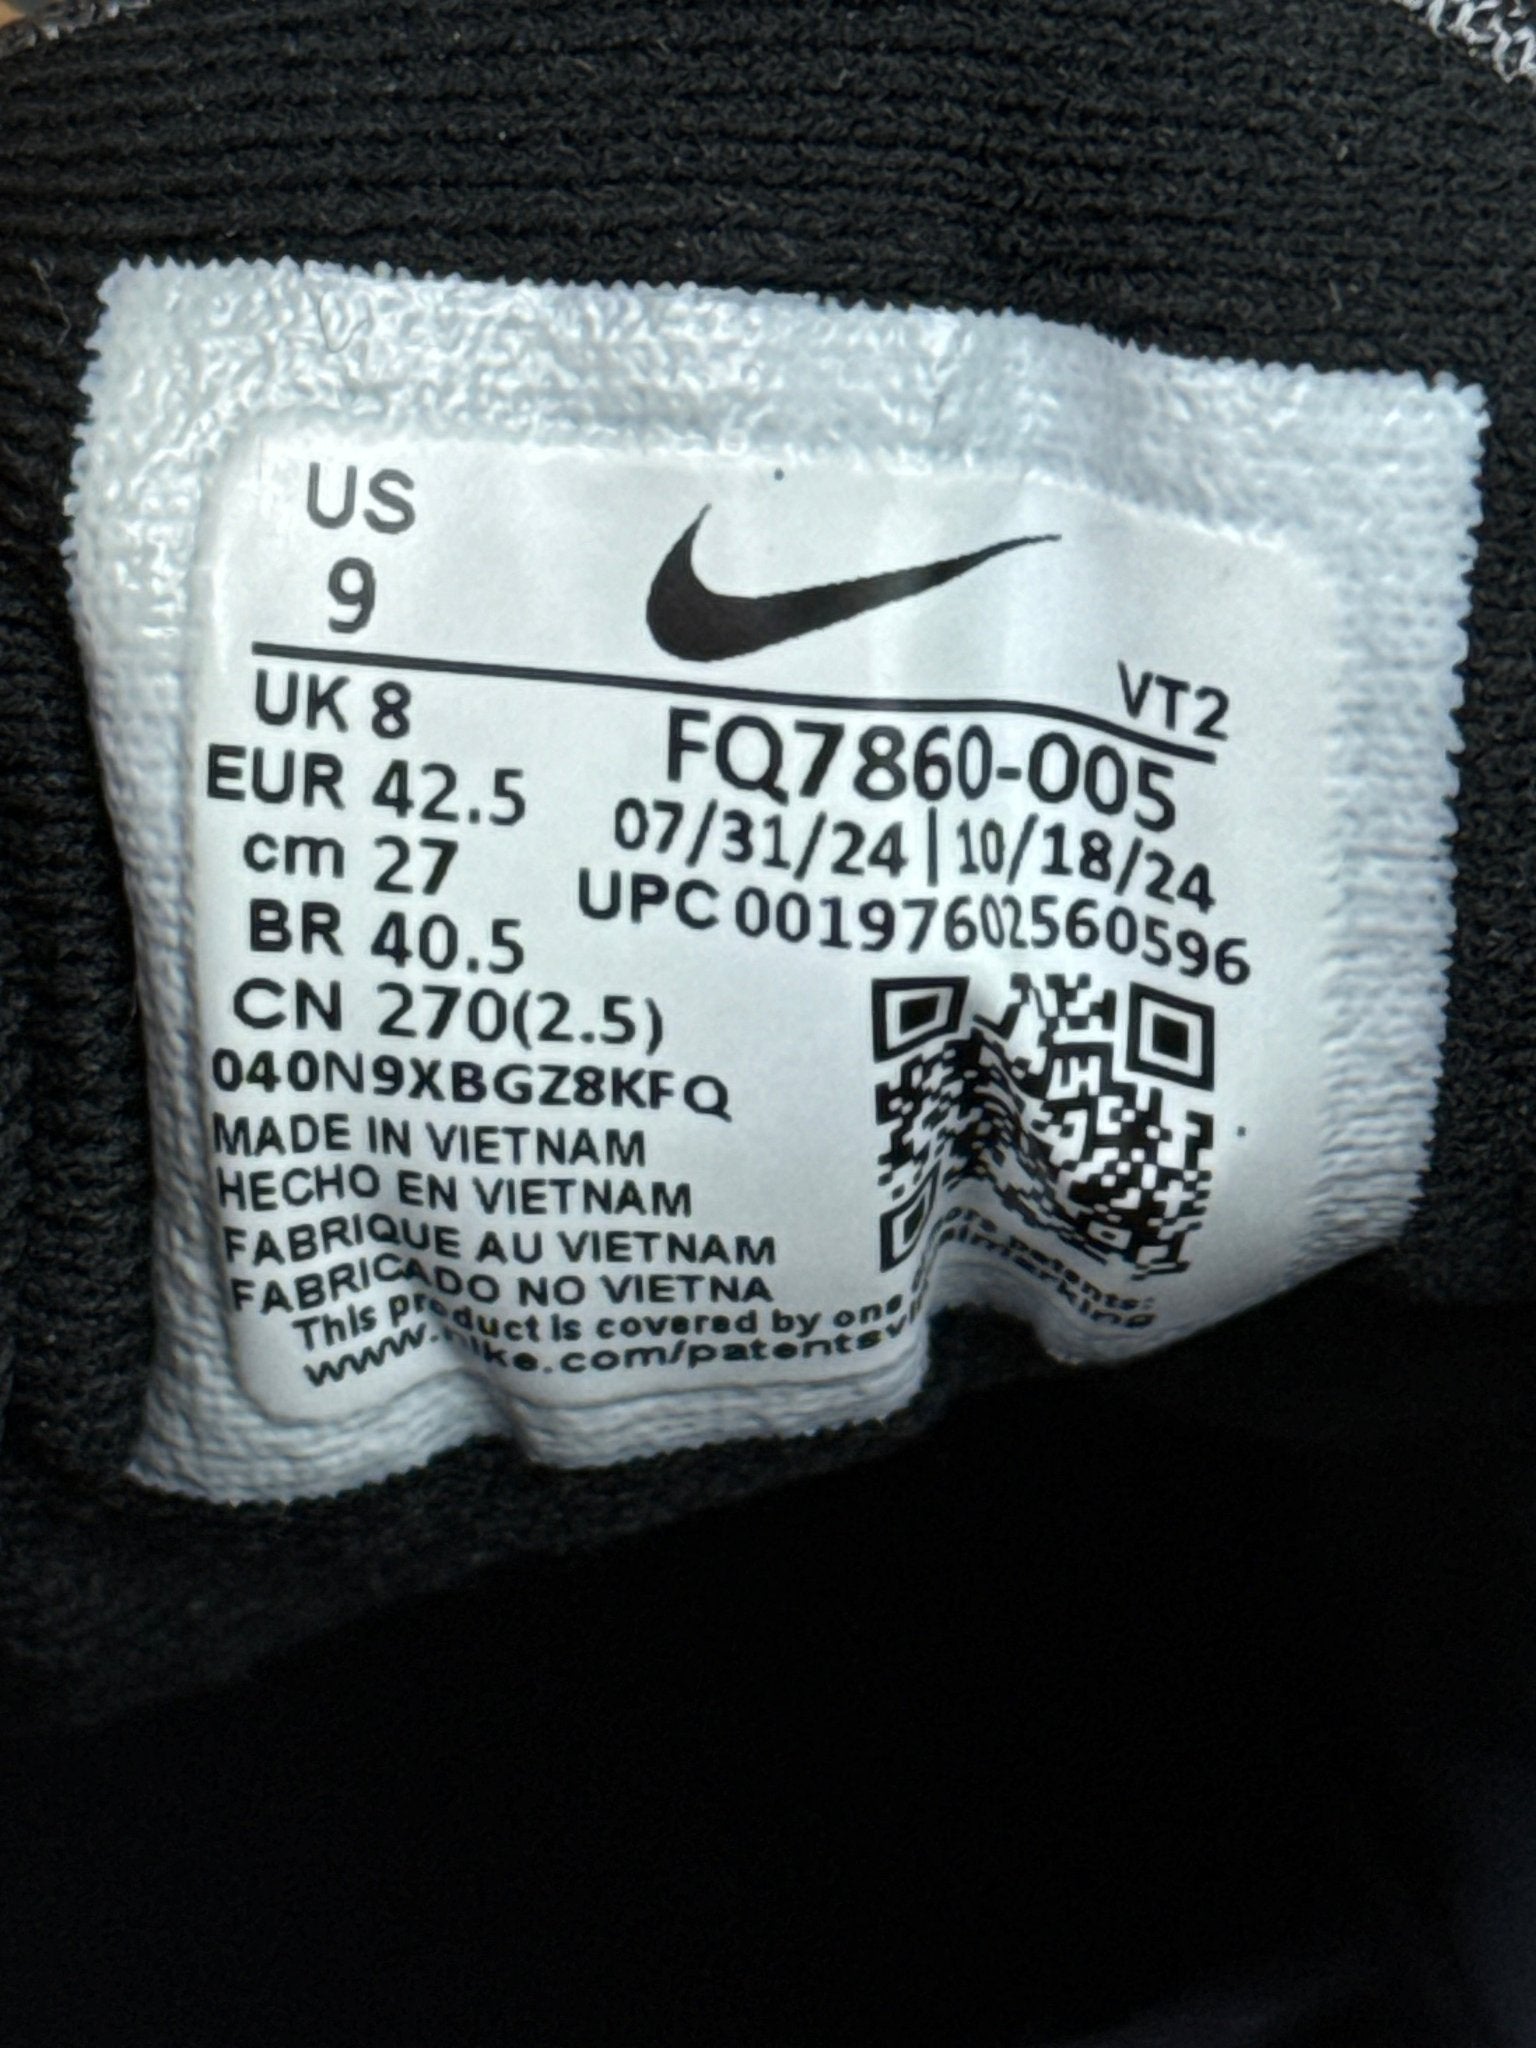 US
9
VT2
UK 8
EUR 42.5
cm 27
BR 40.5
CN 270(2.5)
FQ7860-005
07/31/24 | 10/18/24
UPC 00197602560596
040N9XBGZ8KFQ
MADE IN VIETNAM
HECHO EN VIETNAM
FABRIQUE AU VIETNAM
FABRICADO NO VIETNA
This product is covered by one
www.nike.com/patents